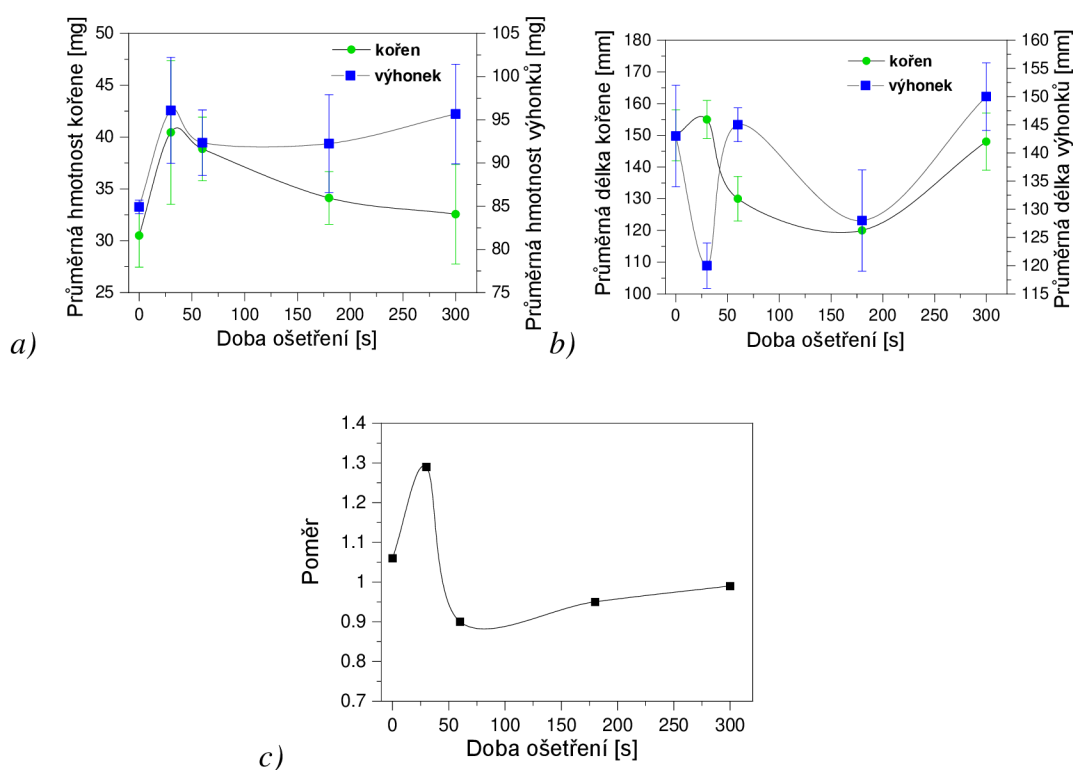 Průměrná hmotnost kořene [mg]
50
45
40
35
30
25
kořen
výhonek
105
100
95
90
85
80
75
Průměrná hmotnost výhonků [mg]
0 50 100 150 200 250 300
Doba ošetření [s]
a)
Průměrná délka kořene [mm]
180
170
160
150
140
130
120
110
100
kořen
výhonek
160
155
150
145
140
135
130
125
120
115
Průměrná délka výhonků [mm]
0 50 100 150 200 250 300
Doba ošetření [s]
b)
Poměr
1.4
1.3
1.2
1.1
1
0.9
0.8
0.7
0 50 100 150 200 250 300
Doba ošetření [s]
c)